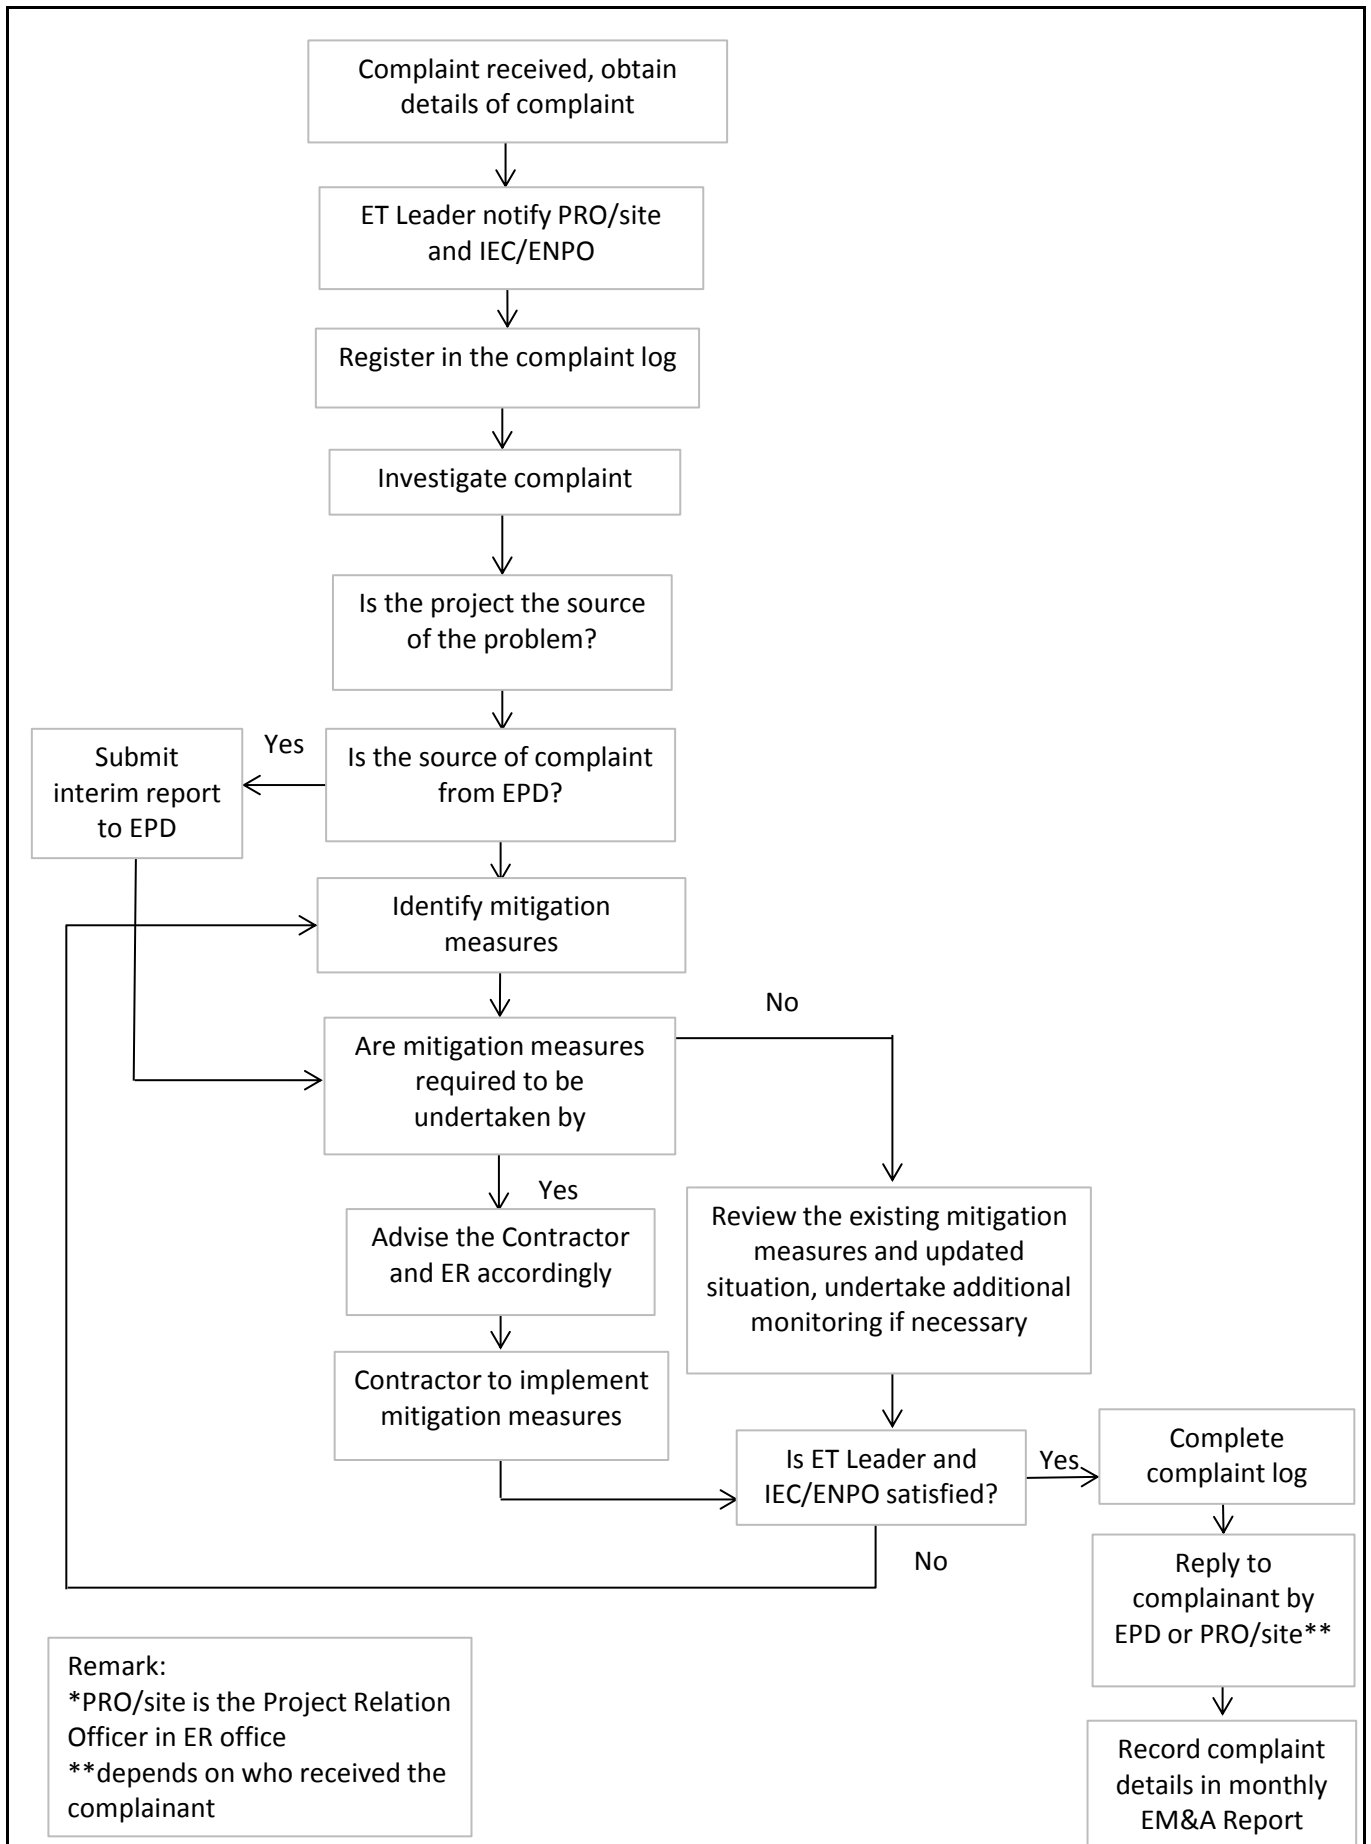 Complaint received, obtain
details of complaint
ET Leader notify PRO/site
and IEC/ENPO
Register in the complaint log
Investigate complaint
Is the project the source
of the problem?
Submit
interim report
to EPD
Yes
Is the source of complaint
from EPD?
Identify mitigation
measures
No
Are mitigation measures
required to be
undertaken by
Yes
Advise the Contractor
and ER accordingly
Review the existing mitigation
measures and updated
situation, undertake additional
monitoring if necessary
Contractor to implement
mitigation measures
Is ET Leader and
IEC/ENPO satisfied?
Yes
Complete
complaint log
No
Reply to
complainant by
EPD or PRO/site**
Remark:
*PRO/site is the Project Relation
Officer in ER office
**depends on who received the
complainant
Record complaint
details in monthly
EM&A Report